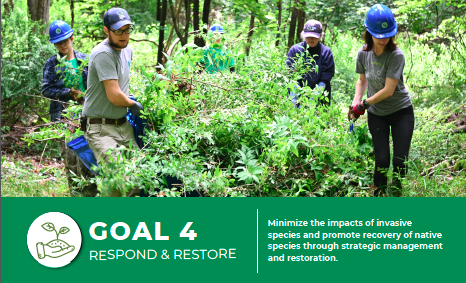 GOAL 4
RESPOND & RESTORE
Minimize the impacts of invasive
species and promote recovery of native
species through strategic management
and restoration.